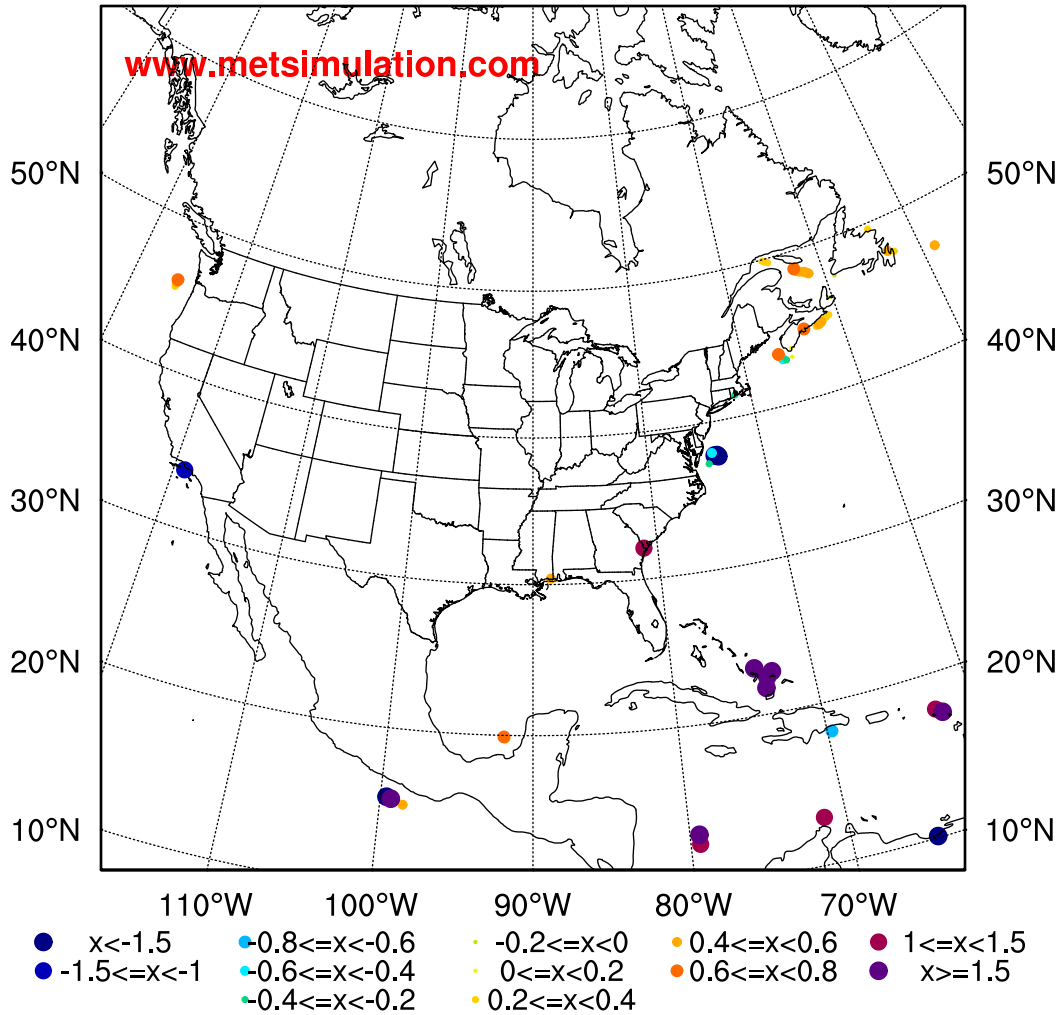 www.metsimulation.com
50°N 50°N
40°N 40°N
30°N 30°N
20°N 20°N
10°N 10°N
110°W 100°W 90°W 80°W 70°W
x<-1.5 -0.8<=x<-0.6 -0.2<=x<0 0.4<=x<0.6 1<=x<1.5
-1.5<=x<-1 -0.6<=x<-0.4 0<=x<0.2 0.6<=x<0.8 x>=1.5
-0.4<=x<-0.2 0.2<=x<0.4